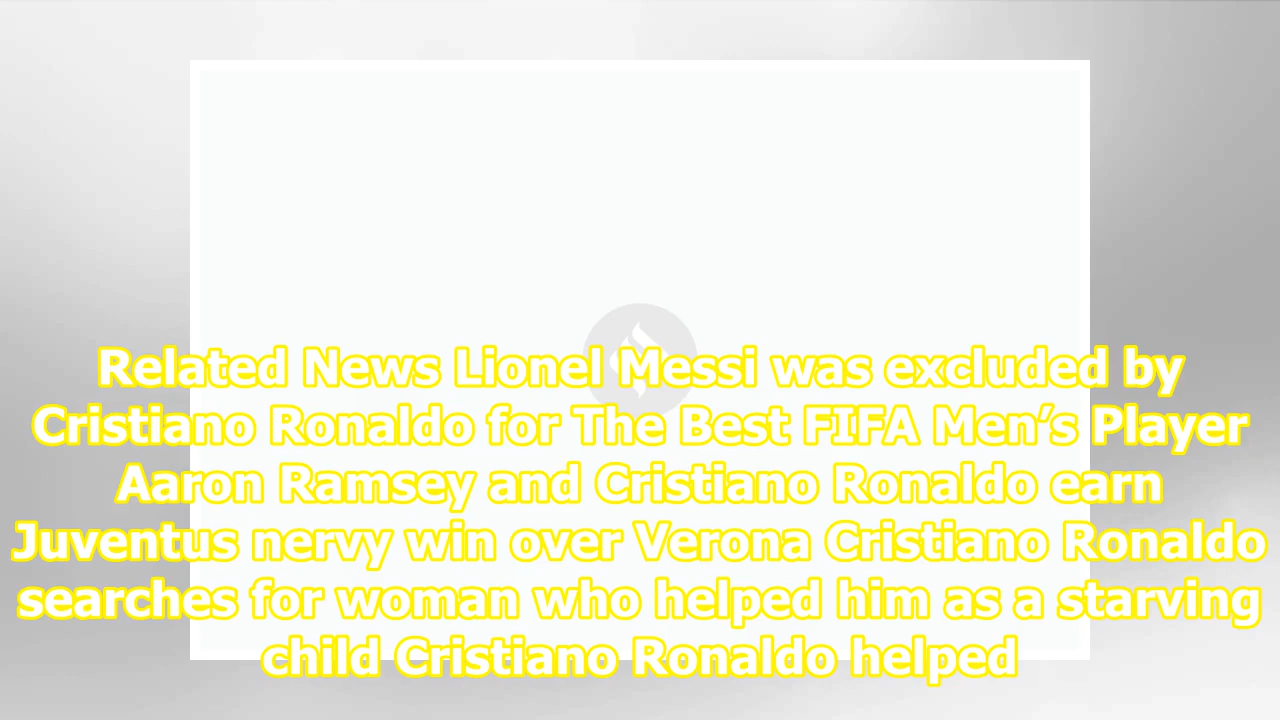 Related News Lionel Messi was excluded by
Cristiano Ronaldo for The Best FIFA Men’s Player
Aaron Ramsey and Cristiano Ronaldo earn
Juventus nervy win over Verona Cristiano Ronaldo
searches for woman who helped him as a starving
child Cristiano Ronaldo helped